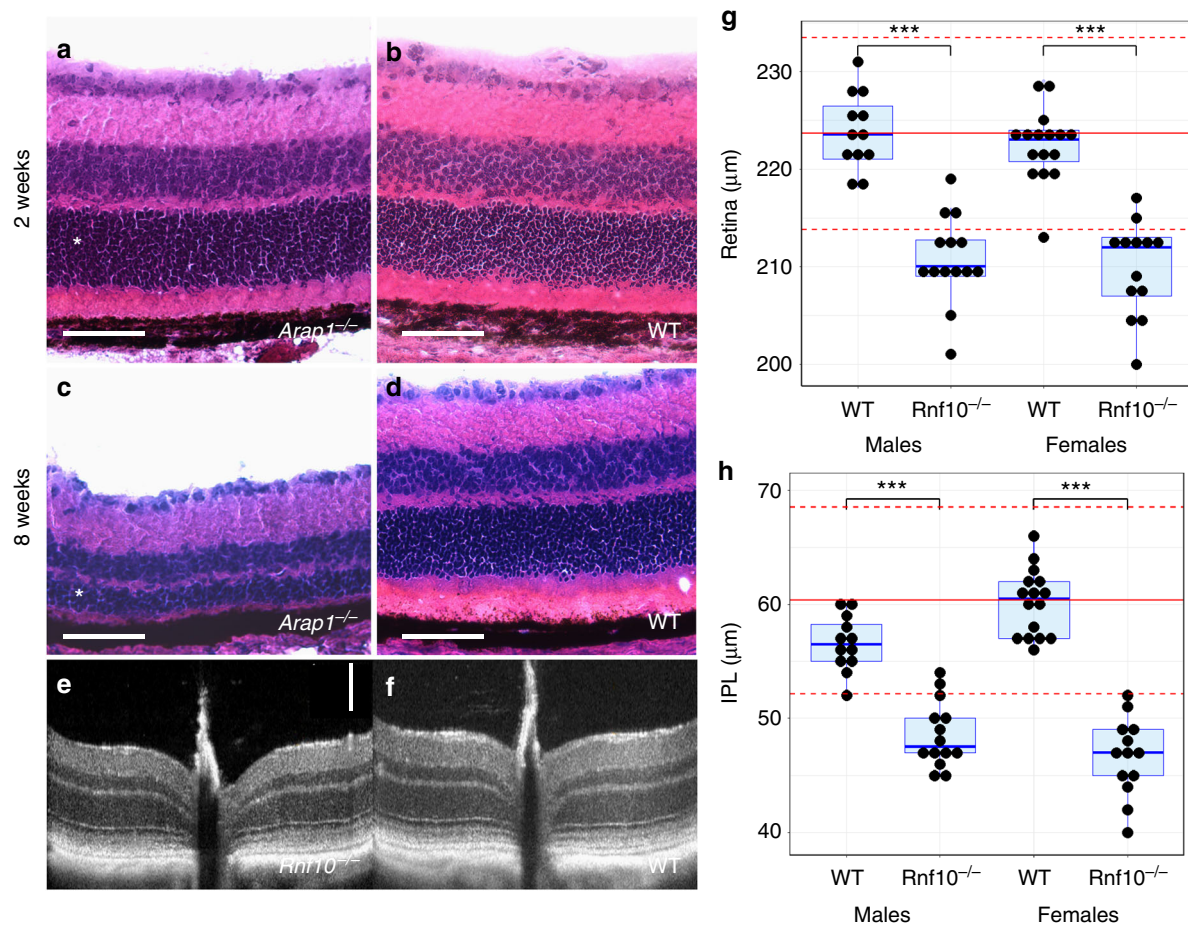 a
b
2 weeks
*
Arap1–/–
WT
c
d
8 weeks
*
Arap1–/–
WT
e
f
Rnf10–/–
WT
g
***
***
Retina (μm)
230
220
210
200
WT
Rnf10–/–
WT
Rnf10–/–
Males
Females
h
***
***
IPL (μm)
70
60
50
40
WT
Rnf10–/–
WT
Rnf10–/–
Males
Females